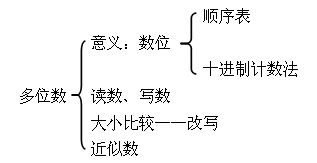 顺序表
意义：数位
十进制计数法
多位数
读数、写数
大小比较——改写
近似数